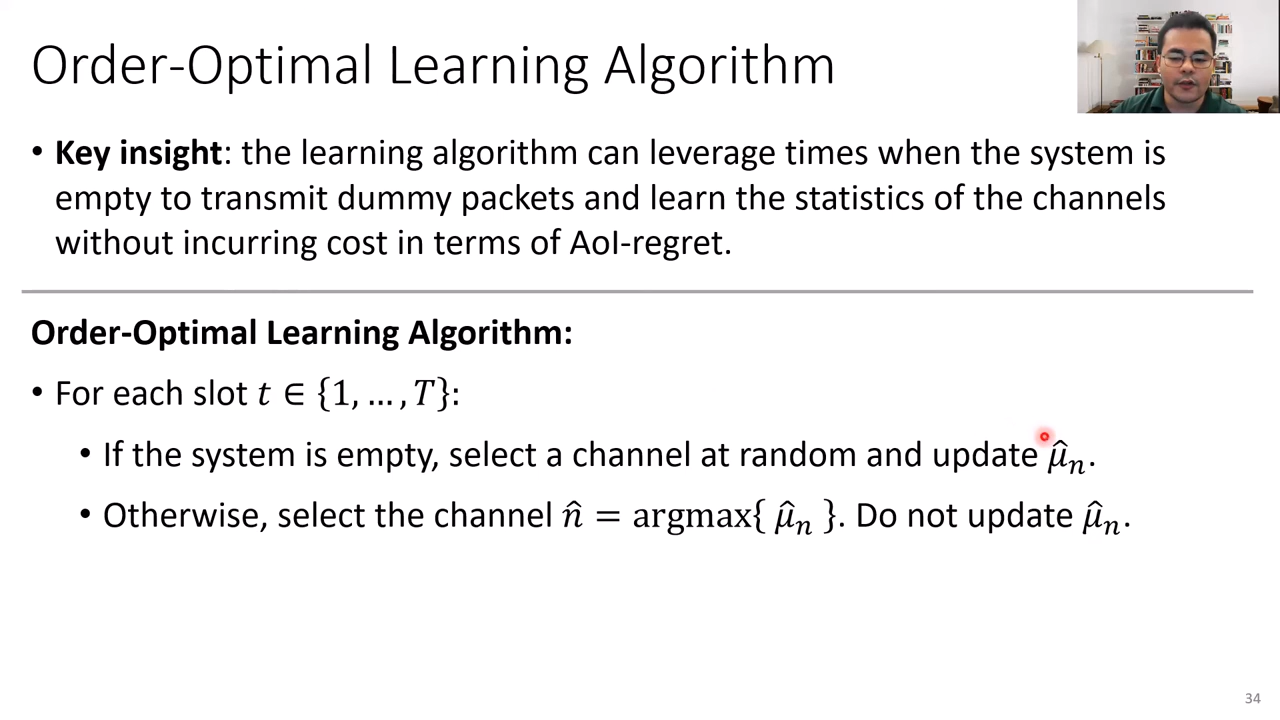 Order-Optimal Learning Algorithm
• Key insight: the learning algorithm can leverage times when the system is
empty to transmit dummy packets and learn the statistics of the channels
without incurring cost in terms of AoI-regret.
Order-Optimal Learning Algorithm:
• For each slot t ∈ {1, … , T}:
• If the system is empty, select a channel at random and update μ̂ₙ.
• Otherwise, select the channel n̂ = argmax{ μ̂ₙ }. Do not update μ̂ₙ.
34